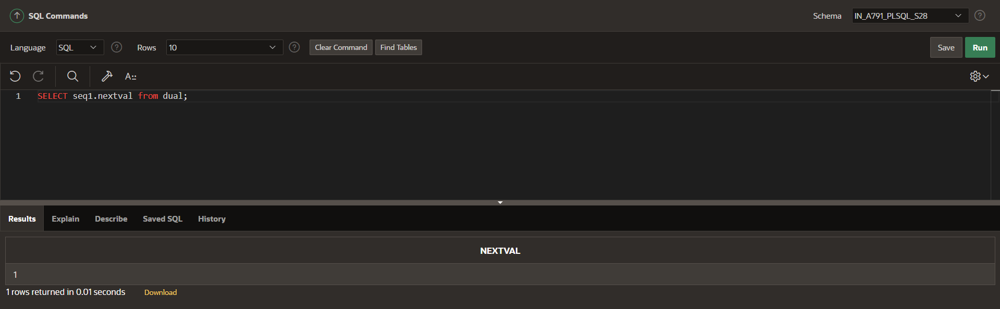 SQL Commands
Schema IN_A791_PLSQL_S28
Language SQL Rows 10 Clear Command Find Tables Save Run
A::
1 SELECT seq1.nextval from dual;
Results Explain Describe Saved SQL History
NEXTVAL
1
1 rows returned in 0.01 seconds Download